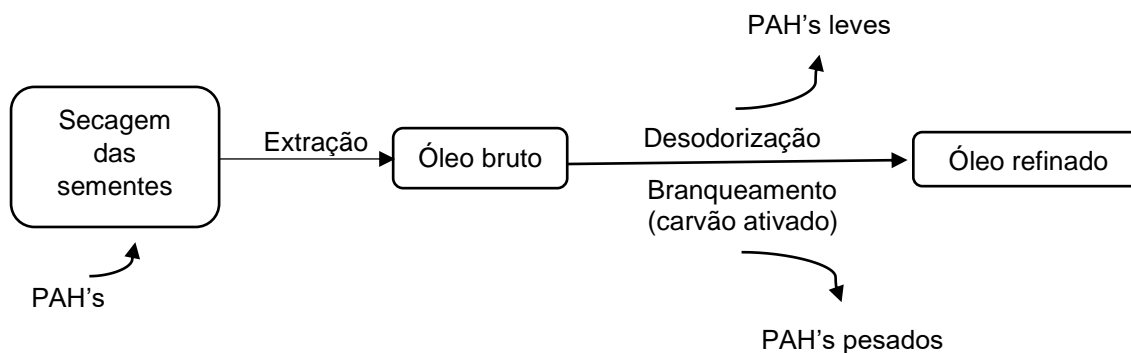 PAH's leves
Secagem
das
sementes
Extração
Óleo bruto
Desodorização
Branqueamento
(carvão ativado)
Óleo refinado
PAH's
PAH's pesados